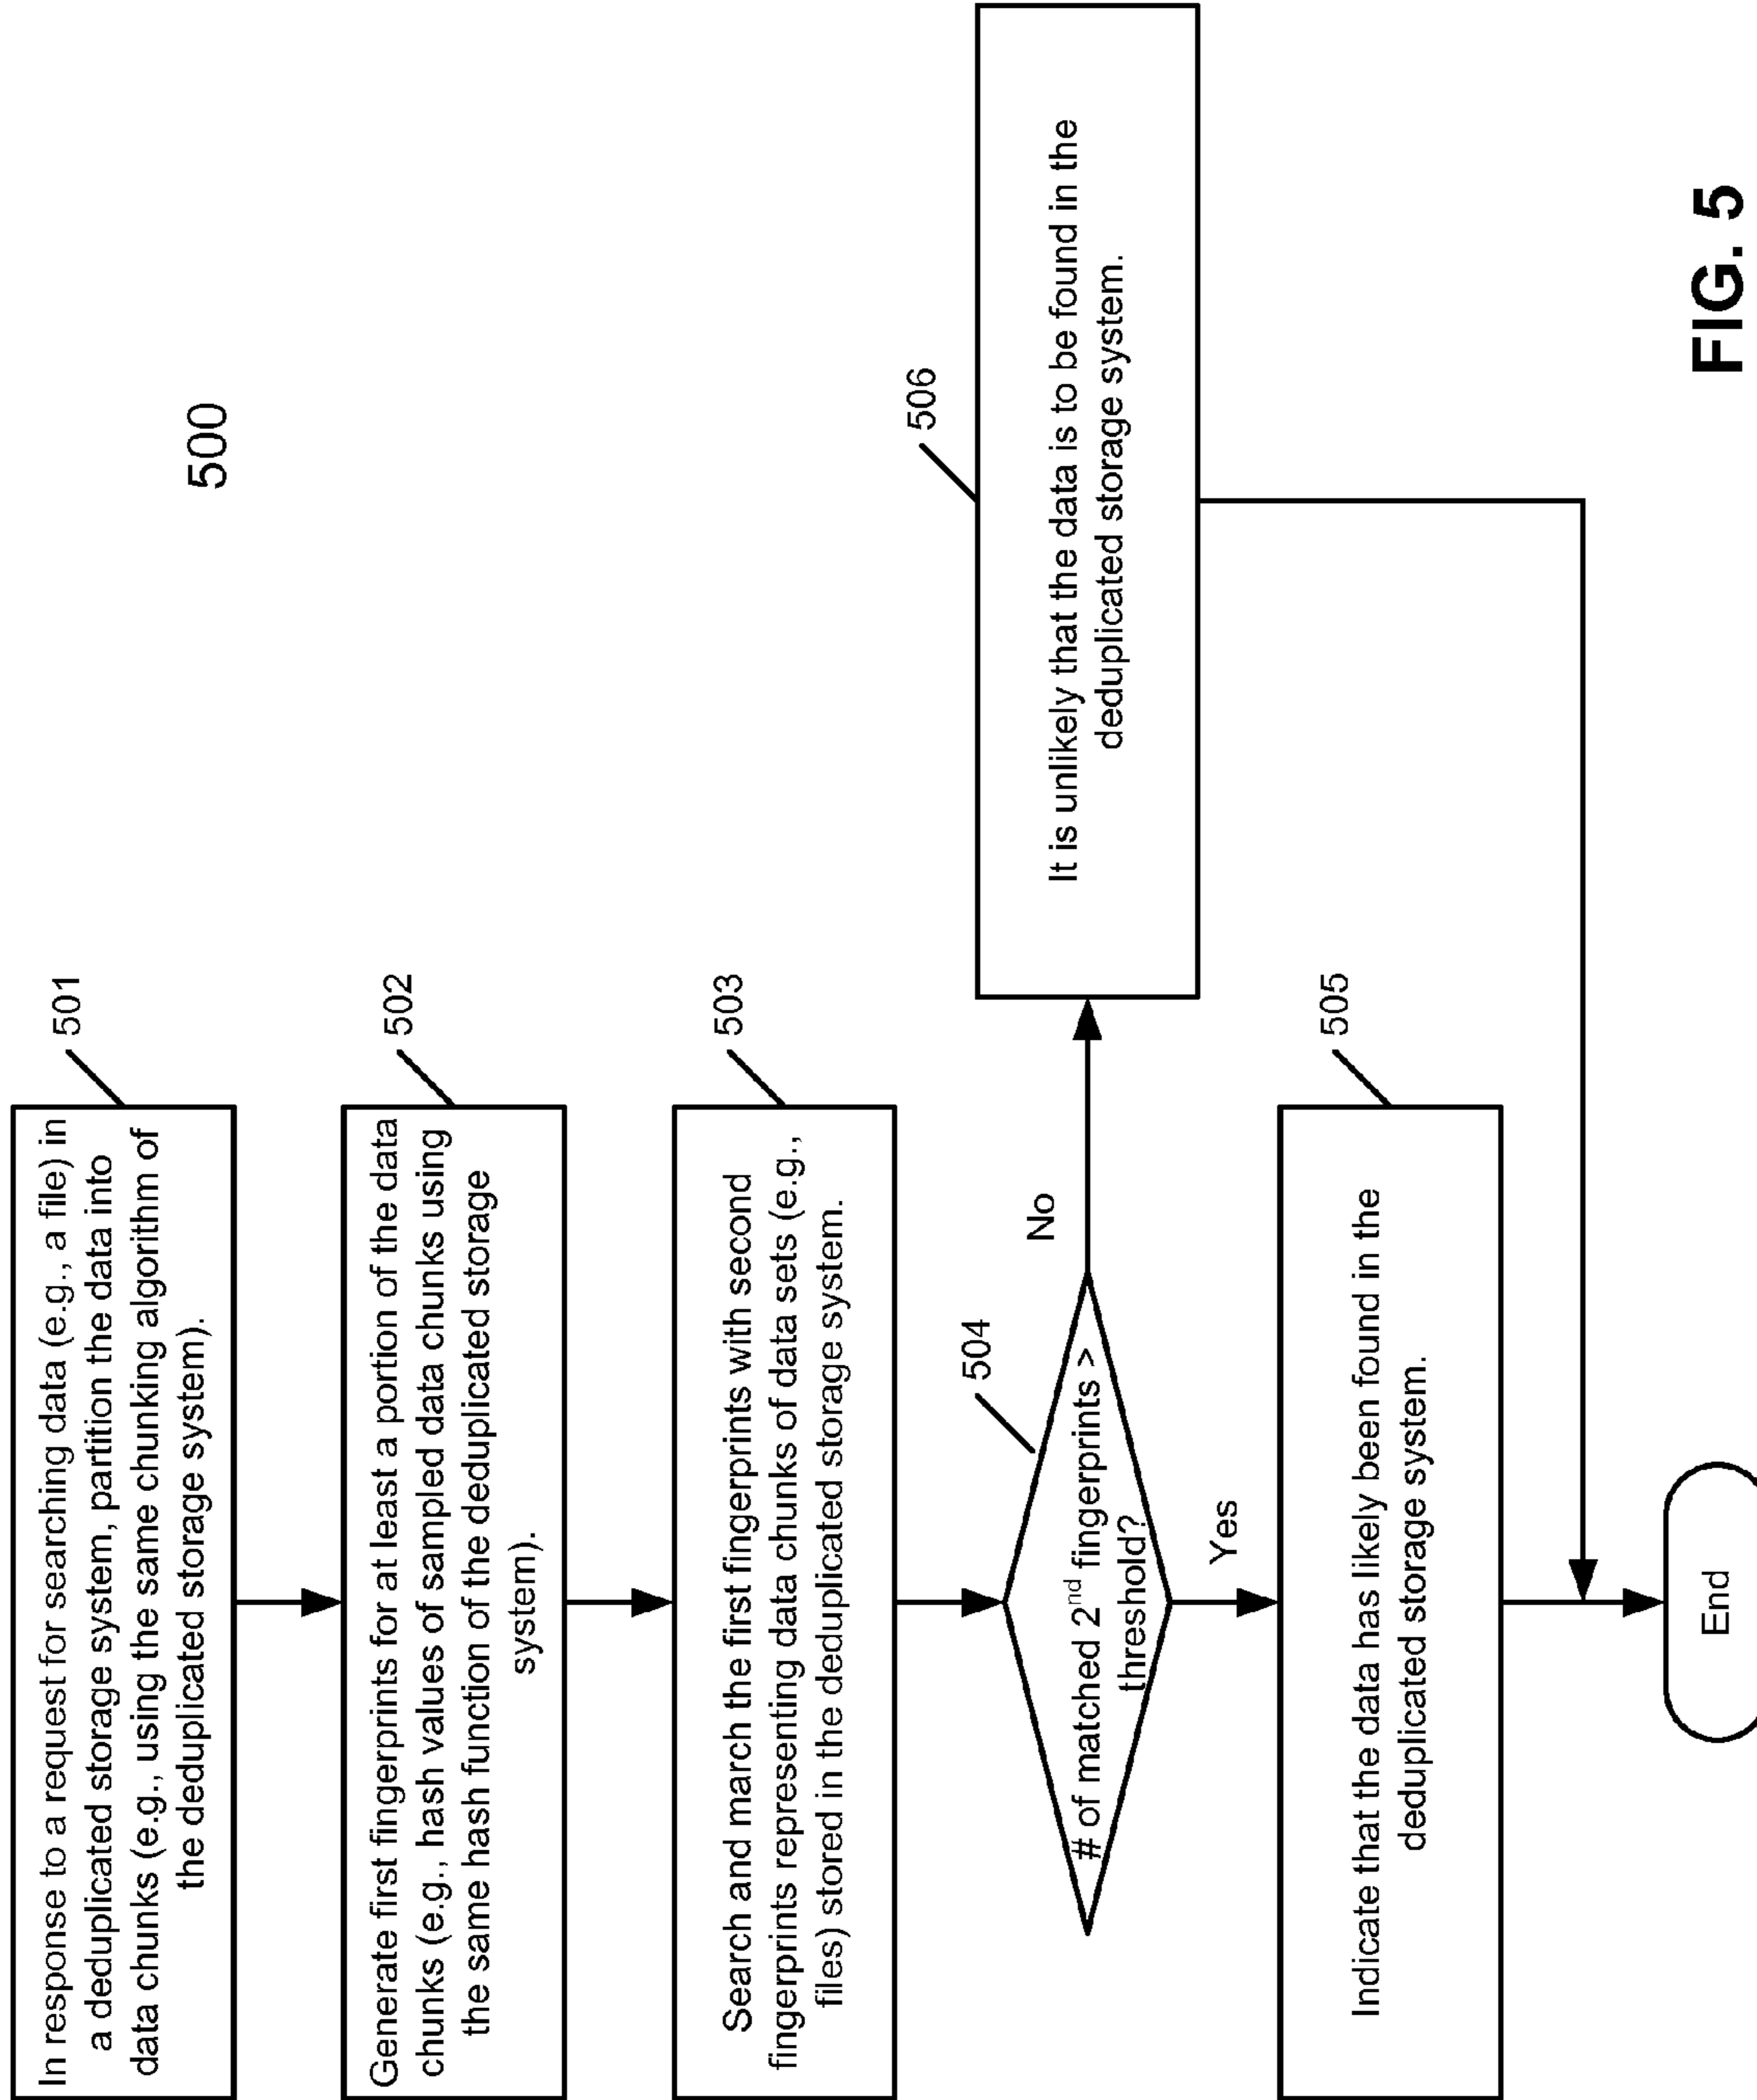 500
In response to a request for searching data (e.g., a file) in
a deduplicated storage system, partition the data into
data chunks (e.g., using the same chunking algorithm of
the deduplicated storage system).
501
Generate first fingerprints for at least a portion of the data
chunks (e.g., hash values of sampled data chunks using
the same hash function of the deduplicated storage
system).
502
Search and march the first fingerprints with second
fingerprints representing data chunks of data sets (e.g.,
files) stored in the deduplicated storage system.
503
# of matched 2nd fingerprints >
threshold?
504
No
It is unlikely that the data is to be found in the
deduplicated storage system.
506
Yes
Indicate that the data has likely been found in the
deduplicated storage system.
505
End
FIG. 5